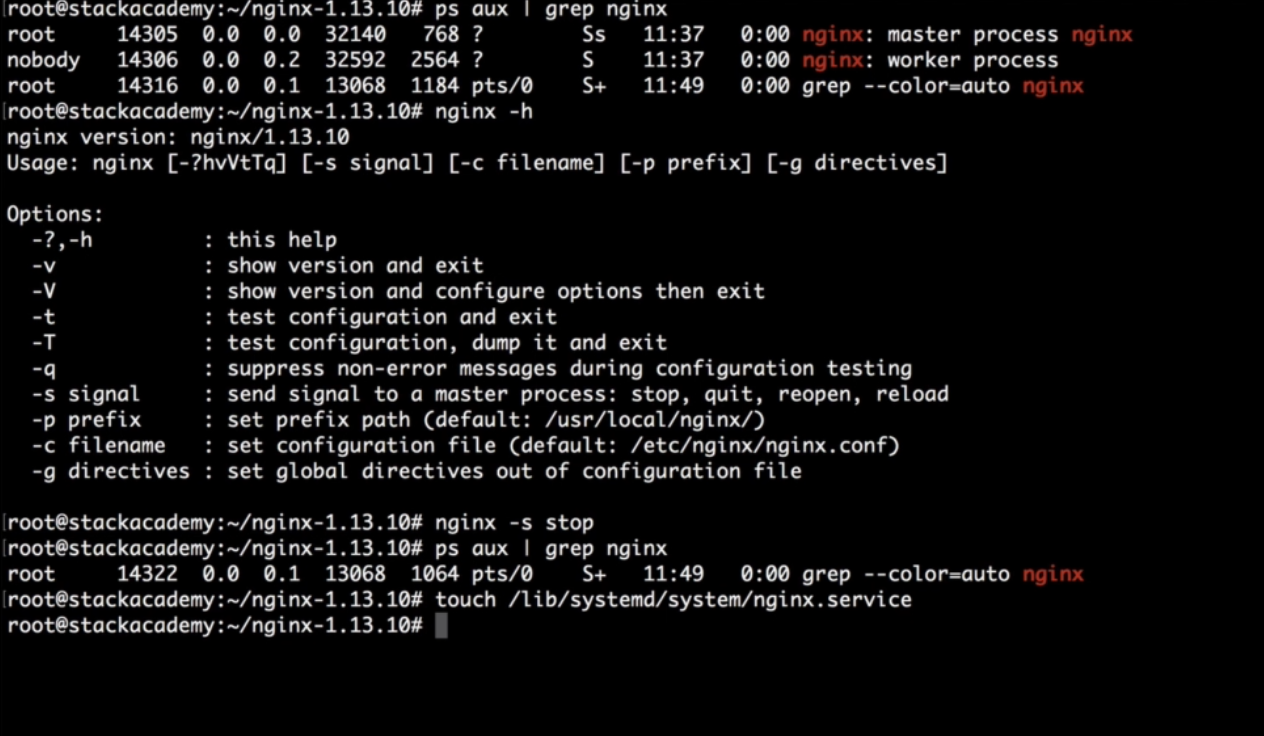 root@stackacademy:~/nginx-1.13.10# ps aux | grep nginx
root     14305  0.0  0.0  32140   768 ?        Ss   11:37   0:00 nginx: master process nginx
nobody   14306  0.0  0.2  32592  2564 ?        S    11:37   0:00 nginx: worker process
root     14316  0.0  0.1  13068  1184 pts/0    S+   11:49   0:00 grep --color=auto nginx
[root@stackacademy:~/nginx-1.13.10# nginx -h
nginx version: nginx/1.13.10
Usage: nginx [-?hvVtTq] [-s signal] [-c filename] [-p prefix] [-g directives]

Options:
  -?,-h         : this help
  -v            : show version and exit
  -V            : show version and configure options then exit
  -t            : test configuration and exit
  -T            : test configuration, dump it and exit
  -q            : suppress non-error messages during configuration testing
  -s signal     : send signal to a master process: stop, quit, reopen, reload
  -p prefix     : set prefix path (default: /usr/local/nginx/)
  -c filename   : set configuration file (default: /etc/nginx/nginx.conf)
  -g directives : set global directives out of configuration file

[root@stackacademy:~/nginx-1.13.10# nginx -s stop
[root@stackacademy:~/nginx-1.13.10# ps aux | grep nginx
root     14322  0.0  0.1  13068  1064 pts/0    S+   11:49   0:00 grep --color=auto nginx
[root@stackacademy:~/nginx-1.13.10# touch /lib/systemd/system/nginx.service
root@stackacademy:~/nginx-1.13.10#